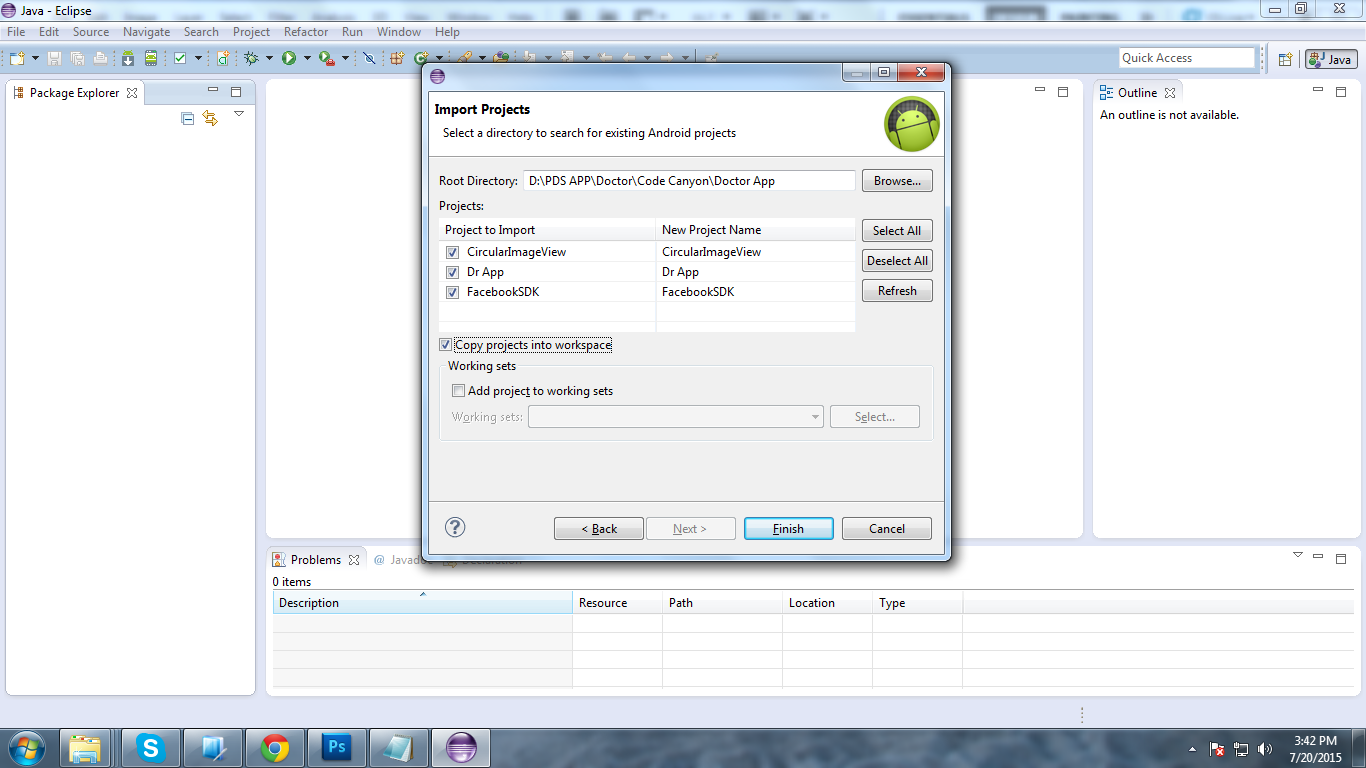 Java - Eclipse
File Edit Source Navigate Search Project Refactor Run Window Help
Quick Access
Java
Package Explorer
Outline
An outline is not available.
Import Projects
Select a directory to search for existing Android projects
Root Directory: D:\PDS APP\Doctor\Code Canyon\Doctor App Browse...
Projects:
Project to Import New Project Name Select All
CircularImageView CircularImageView
Dr App Dr App Deselect All
FacebookSDK FacebookSDK Refresh
Copy projects into workspace
Working sets
Add project to working sets
Working sets: Select...
? < Back Next > Finish Cancel
Problems @ Javadoc Declaration
0 items
Description Resource Path Location Type
S Ps
3:42 PM
7/20/2015